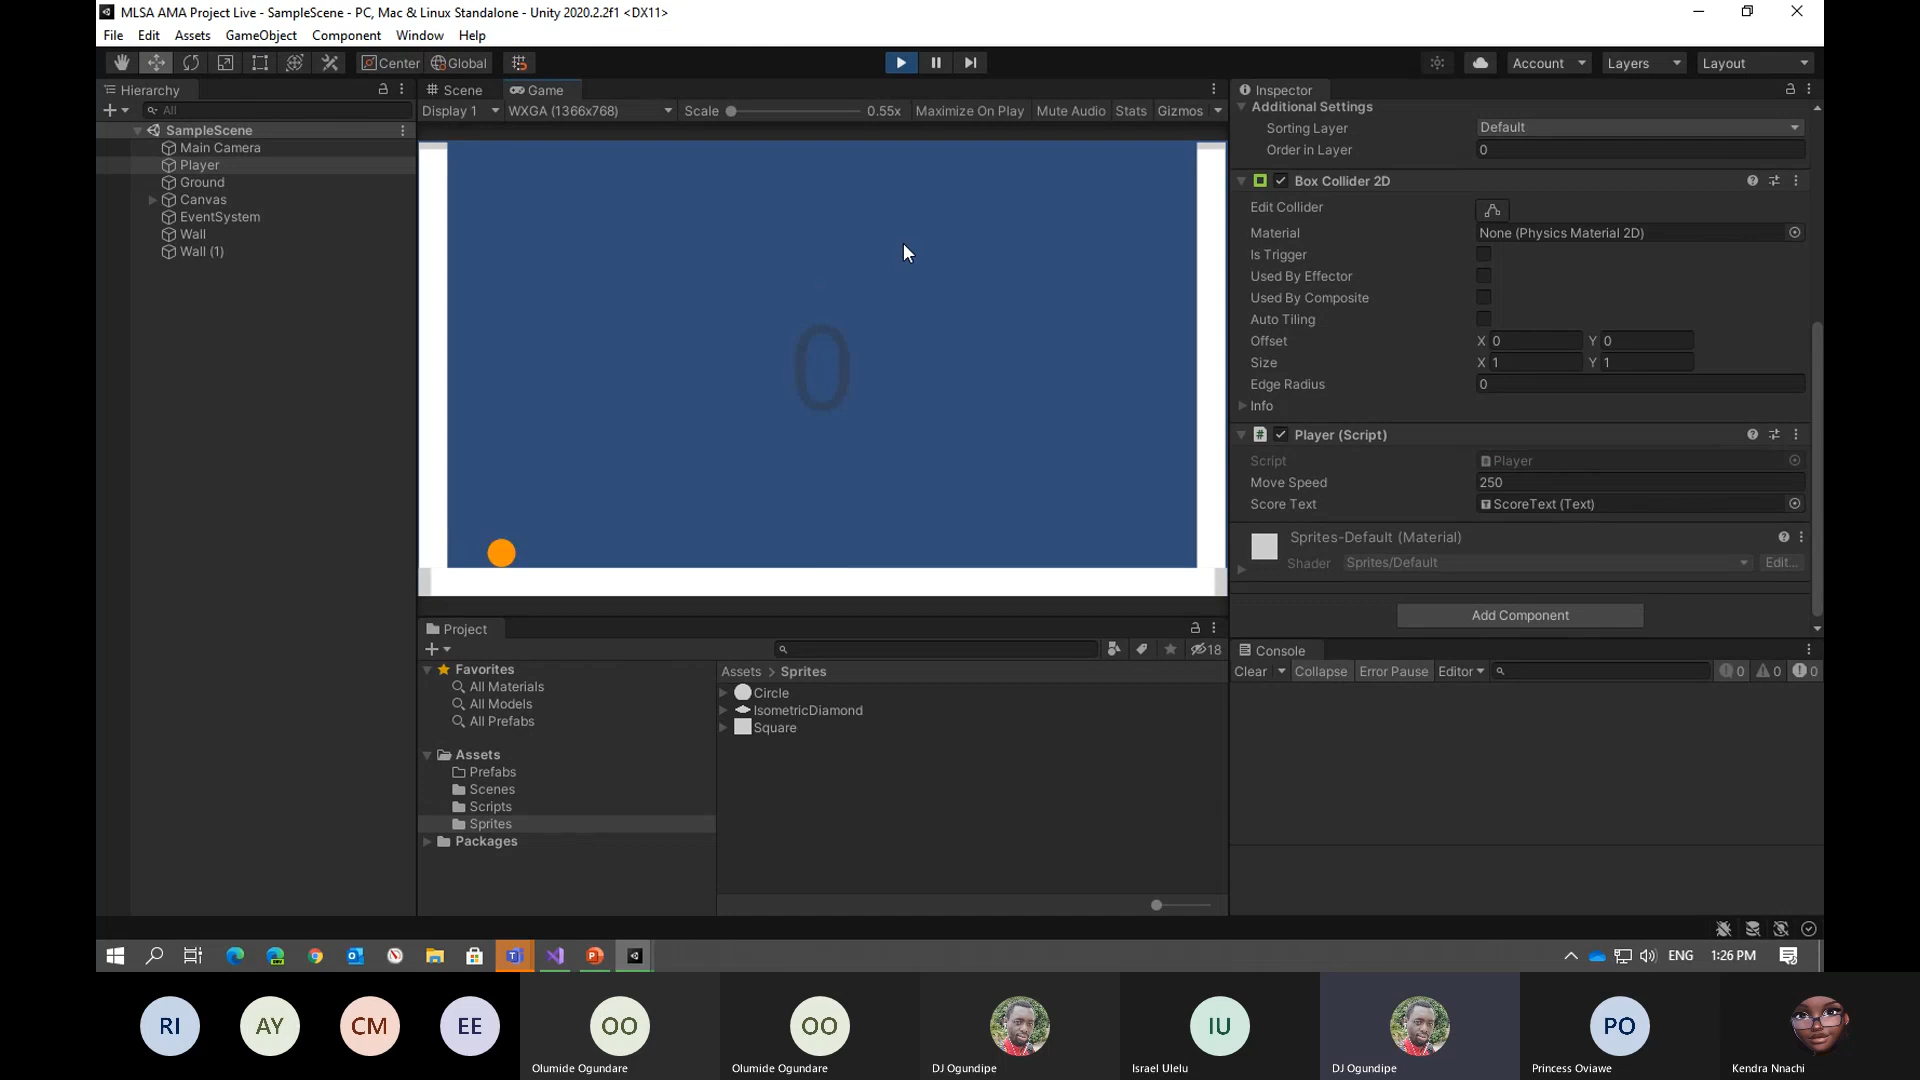 MLSA AMA Project Live - SampleScene - PC, Mac & Linux Standalone - Unity 2020.2.2f1 <DX11>
File Edit Assets GameObject Component Window Help
Center Global Account Layers Layout
Hierarchy
All
SampleScene
Main Camera
Player
Ground
Canvas
EventSystem
Wall
Wall (1)
Scene Game
Display 1 WXGA (1366x768) Scale 0.55x Maximize On Play Mute Audio Stats Gizmos
0
Inspector
Additional Settings
Sorting Layer Default
Order in Layer 0
Box Collider 2D
Edit Collider
Material None (Physics Material 2D)
Is Trigger
Used By Effector
Used By Composite
Auto Tiling
Offset X 0 Y 0
Size X 1 Y 1
Edge Radius 0
Info
Player (Script)
Script Player
Move Speed 250
Score Text ScoreText (Text)
Sprites-Default (Material)
Shader Sprites/Default Edit...
Add Component
Project
18
Favorites
All Materials
All Models
All Prefabs
Assets
Prefabs
Scenes
Scripts
Sprites
Packages
Assets > Sprites
Circle
IsometricDiamond
Square
Console
Clear Collapse Error Pause Editor 0 0 0
ENG 1:26 PM
RI AY CM EE OO OO IU PO
Olumide Ogundare Olumide Ogundare DJ Ogundipe Israel Ulelu DJ Ogundipe Princess Oviawe Kendra Nnachi